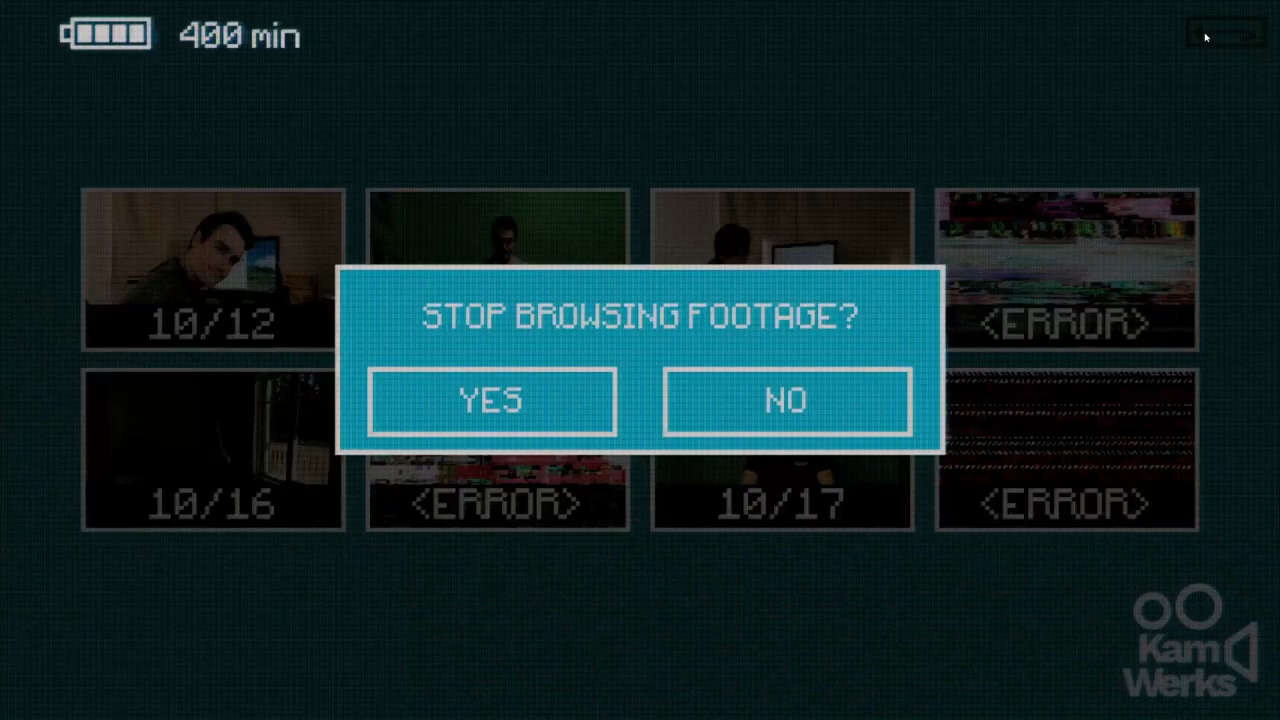 400 min
STOP BROWSING FOOTAGE?
YES
NO
10/12
<ERROR>
10/16
<ERROR>
10/17
<ERROR>
Kam
Werks